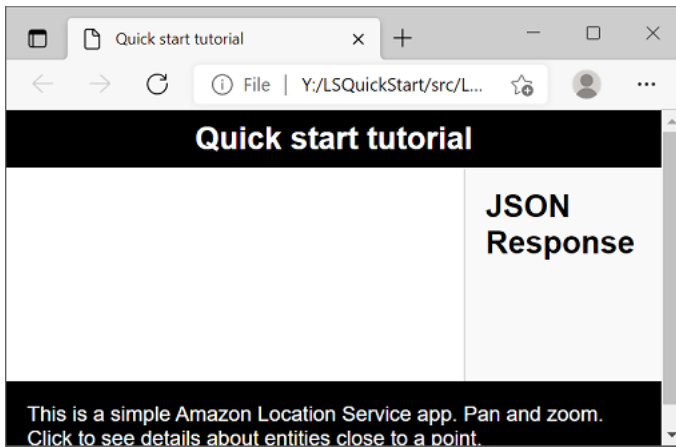 Quick start tutorial
File | Y:/LSQuickStart/src/L...
Quick start tutorial
JSON
Response
This is a simple Amazon Location Service app. Pan and zoom.
Click to see details about entities close to a point.